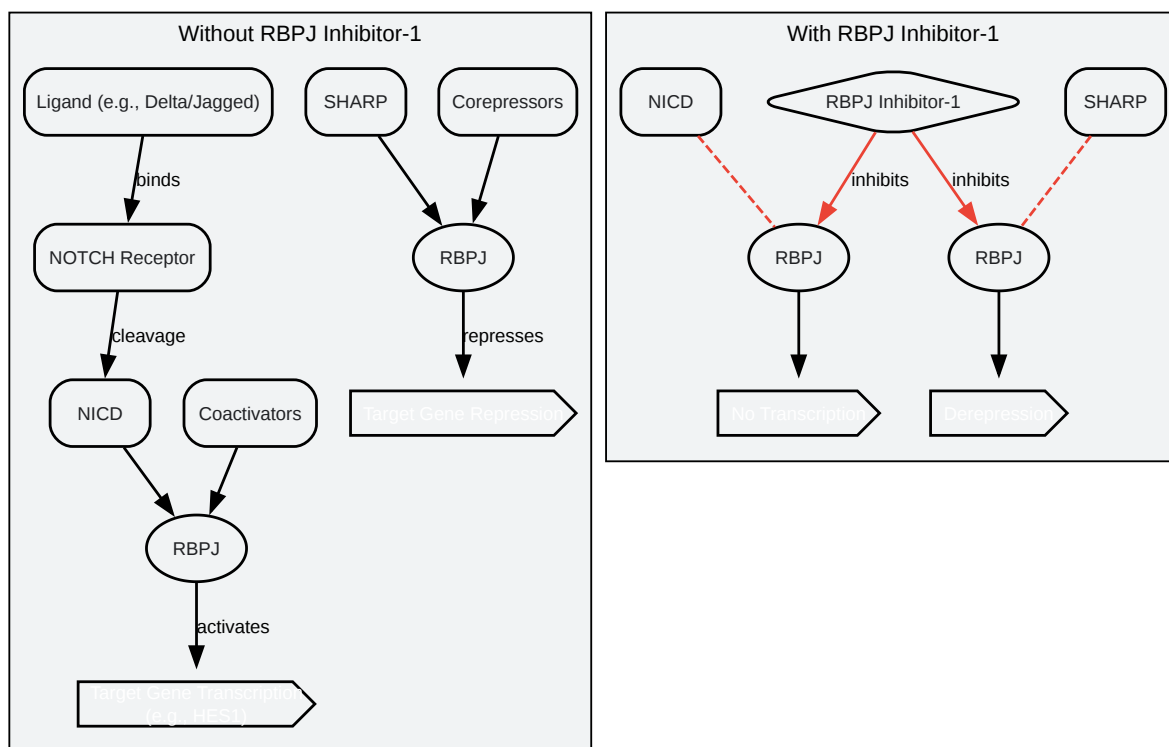 Without RBPJ Inhibitor-1
Ligand (e.g., Delta/Jagged)
SHARP
Corepressors
binds
NOTCH Receptor
RBPJ
cleavage
represses
NICD
Coactivators
Target Gene Repression
RBPJ
activates
Target Gene Transcription
(e.g., HES1)
With RBPJ Inhibitor-1
NICD
RBPJ Inhibitor-1
SHARP
inhibits
inhibits
RBPJ
RBPJ
No Transcription
Derepression